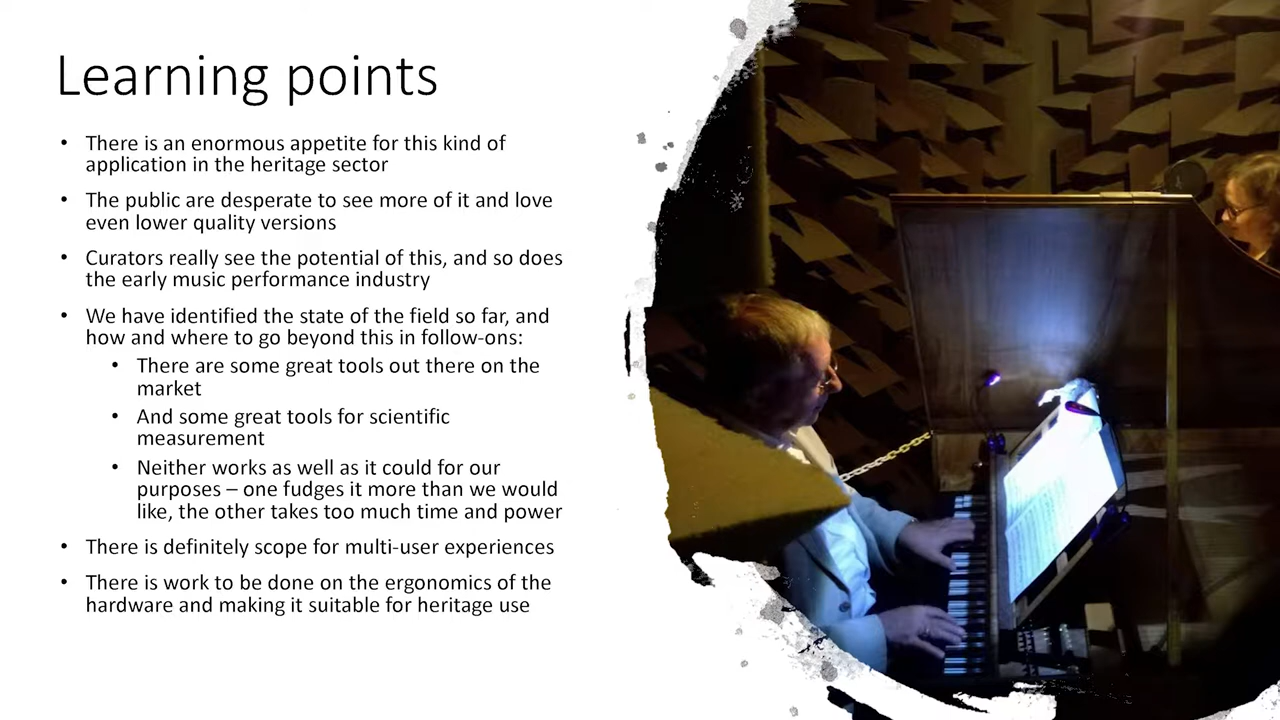 Learning points
• There is an enormous appetite for this kind of
application in the heritage sector
• The public are desperate to see more of it and love
even lower quality versions
• Curators really see the potential of this, and so does
the early music performance industry
• We have identified the state of the field so far, and
how and where to go beyond this in follow-ons:
• There are some great tools out there on the
market
• And some great tools for scientific
measurement
• Neither works as well as it could for our
purposes – one fudges it more than we would
like, the other takes too much time and power
• There is definitely scope for multi-user experiences
• There is work to be done on the ergonomics of the
hardware and making it suitable for heritage use